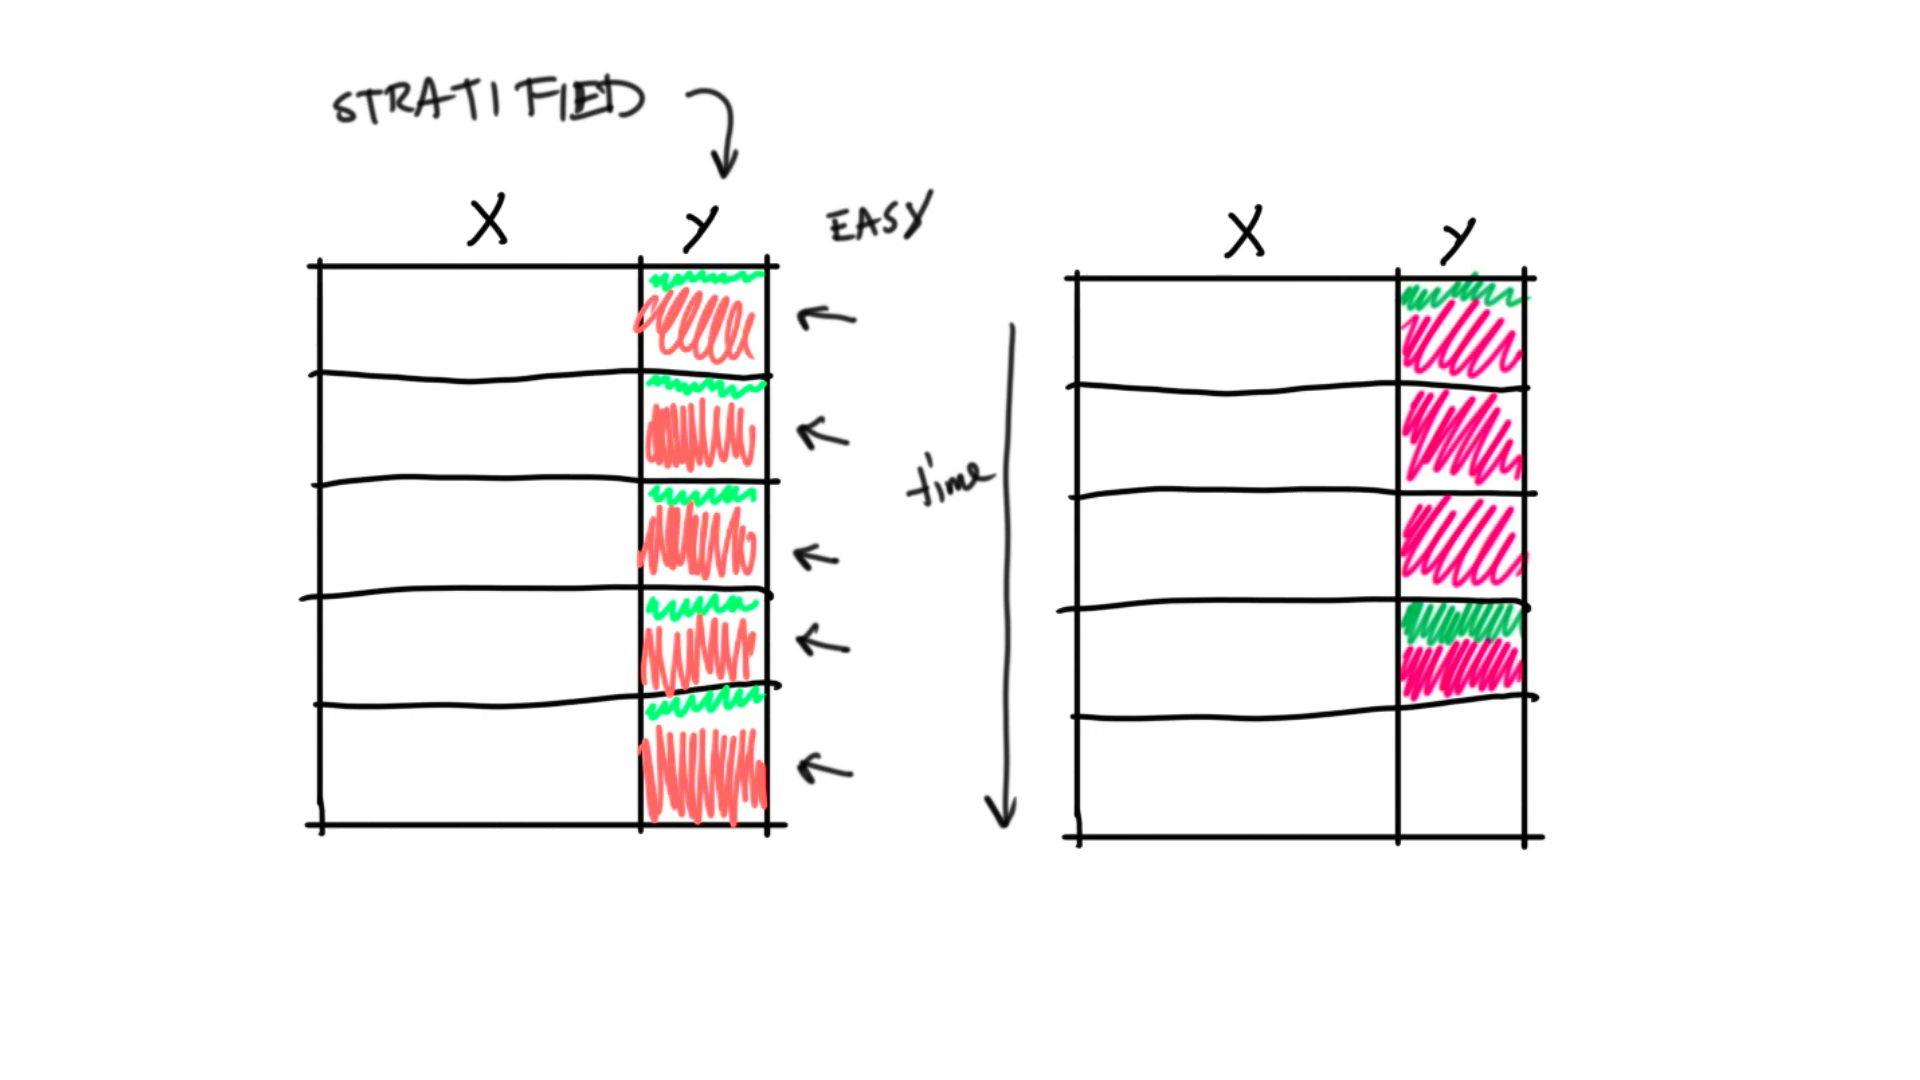 STRATIFIED
X y
EASY
X y
time